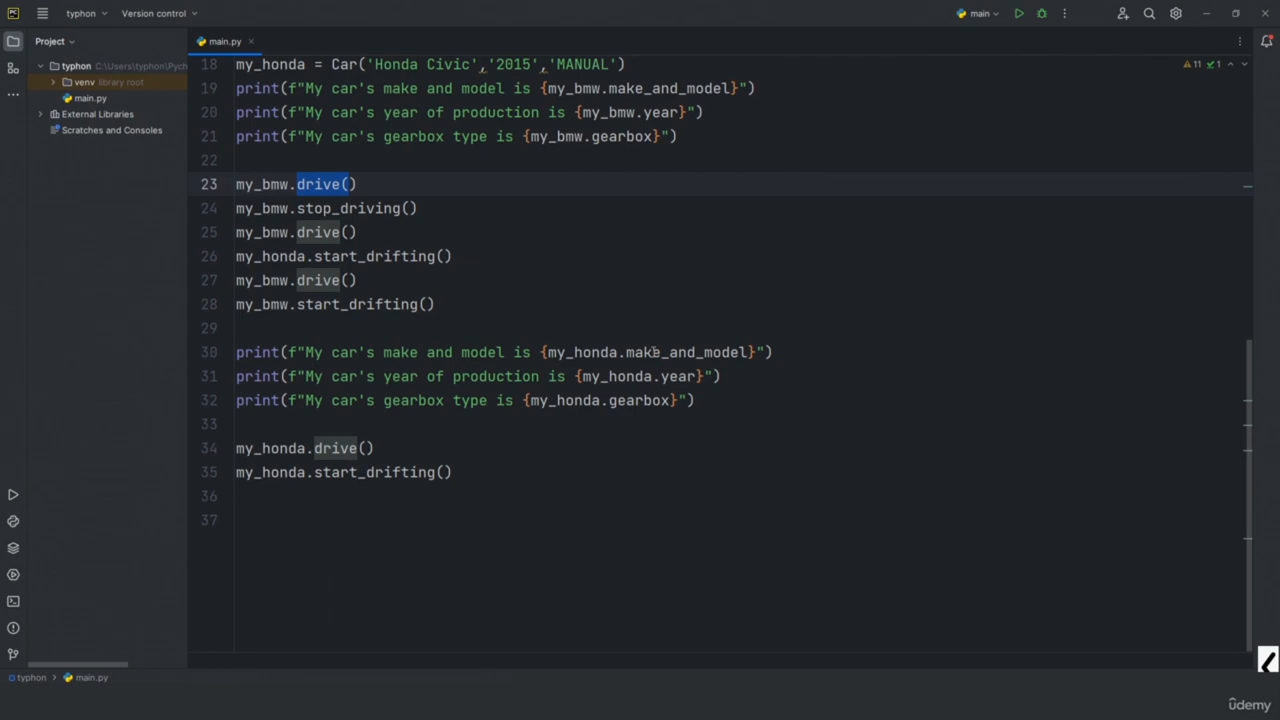 PC typhon Version control main
Project main.py
typhon C:\Users\typhon\Pych
venv library root
main.py
External Libraries
Scratches and Consoles
11 1
18 my_honda = Car('Honda Civic','2015','MANUAL')
19 print(f"My car's make and model is {my_bmw.make_and_model}")
20 print(f"My car's year of production is {my_bmw.year}")
21 print(f"My car's gearbox type is {my_bmw.gearbox}")
22
23 my_bmw.drive()
24 my_bmw.stop_driving()
25 my_bmw.drive()
26 my_honda.start_drifting()
27 my_bmw.drive()
28 my_bmw.start_drifting()
29
30 print(f"My car's make and model is {my_honda.make_and_model}")
31 print(f"My car's year of production is {my_honda.year}")
32 print(f"My car's gearbox type is {my_honda.gearbox}")
33
34 my_honda.drive()
35 my_honda.start_drifting()
36
37
typhon > main.py
ûdemy